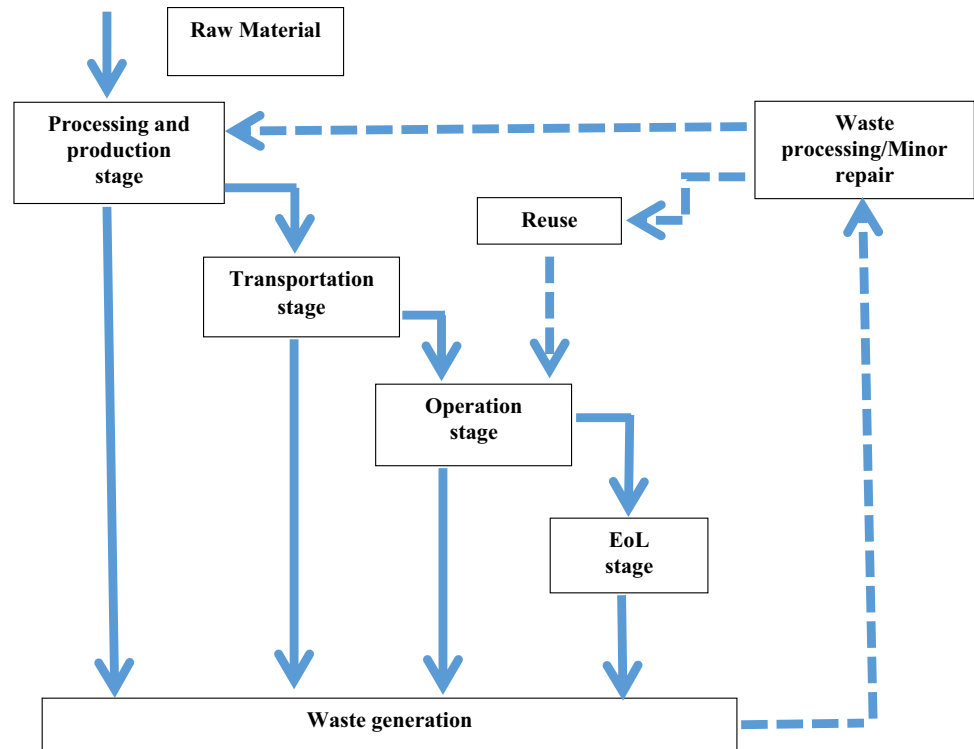 Raw Material
Processing and
production
stage
Waste
processing/Minor
repair
Reuse
Transportation
stage
Operation
stage
EoL
stage
Waste generation